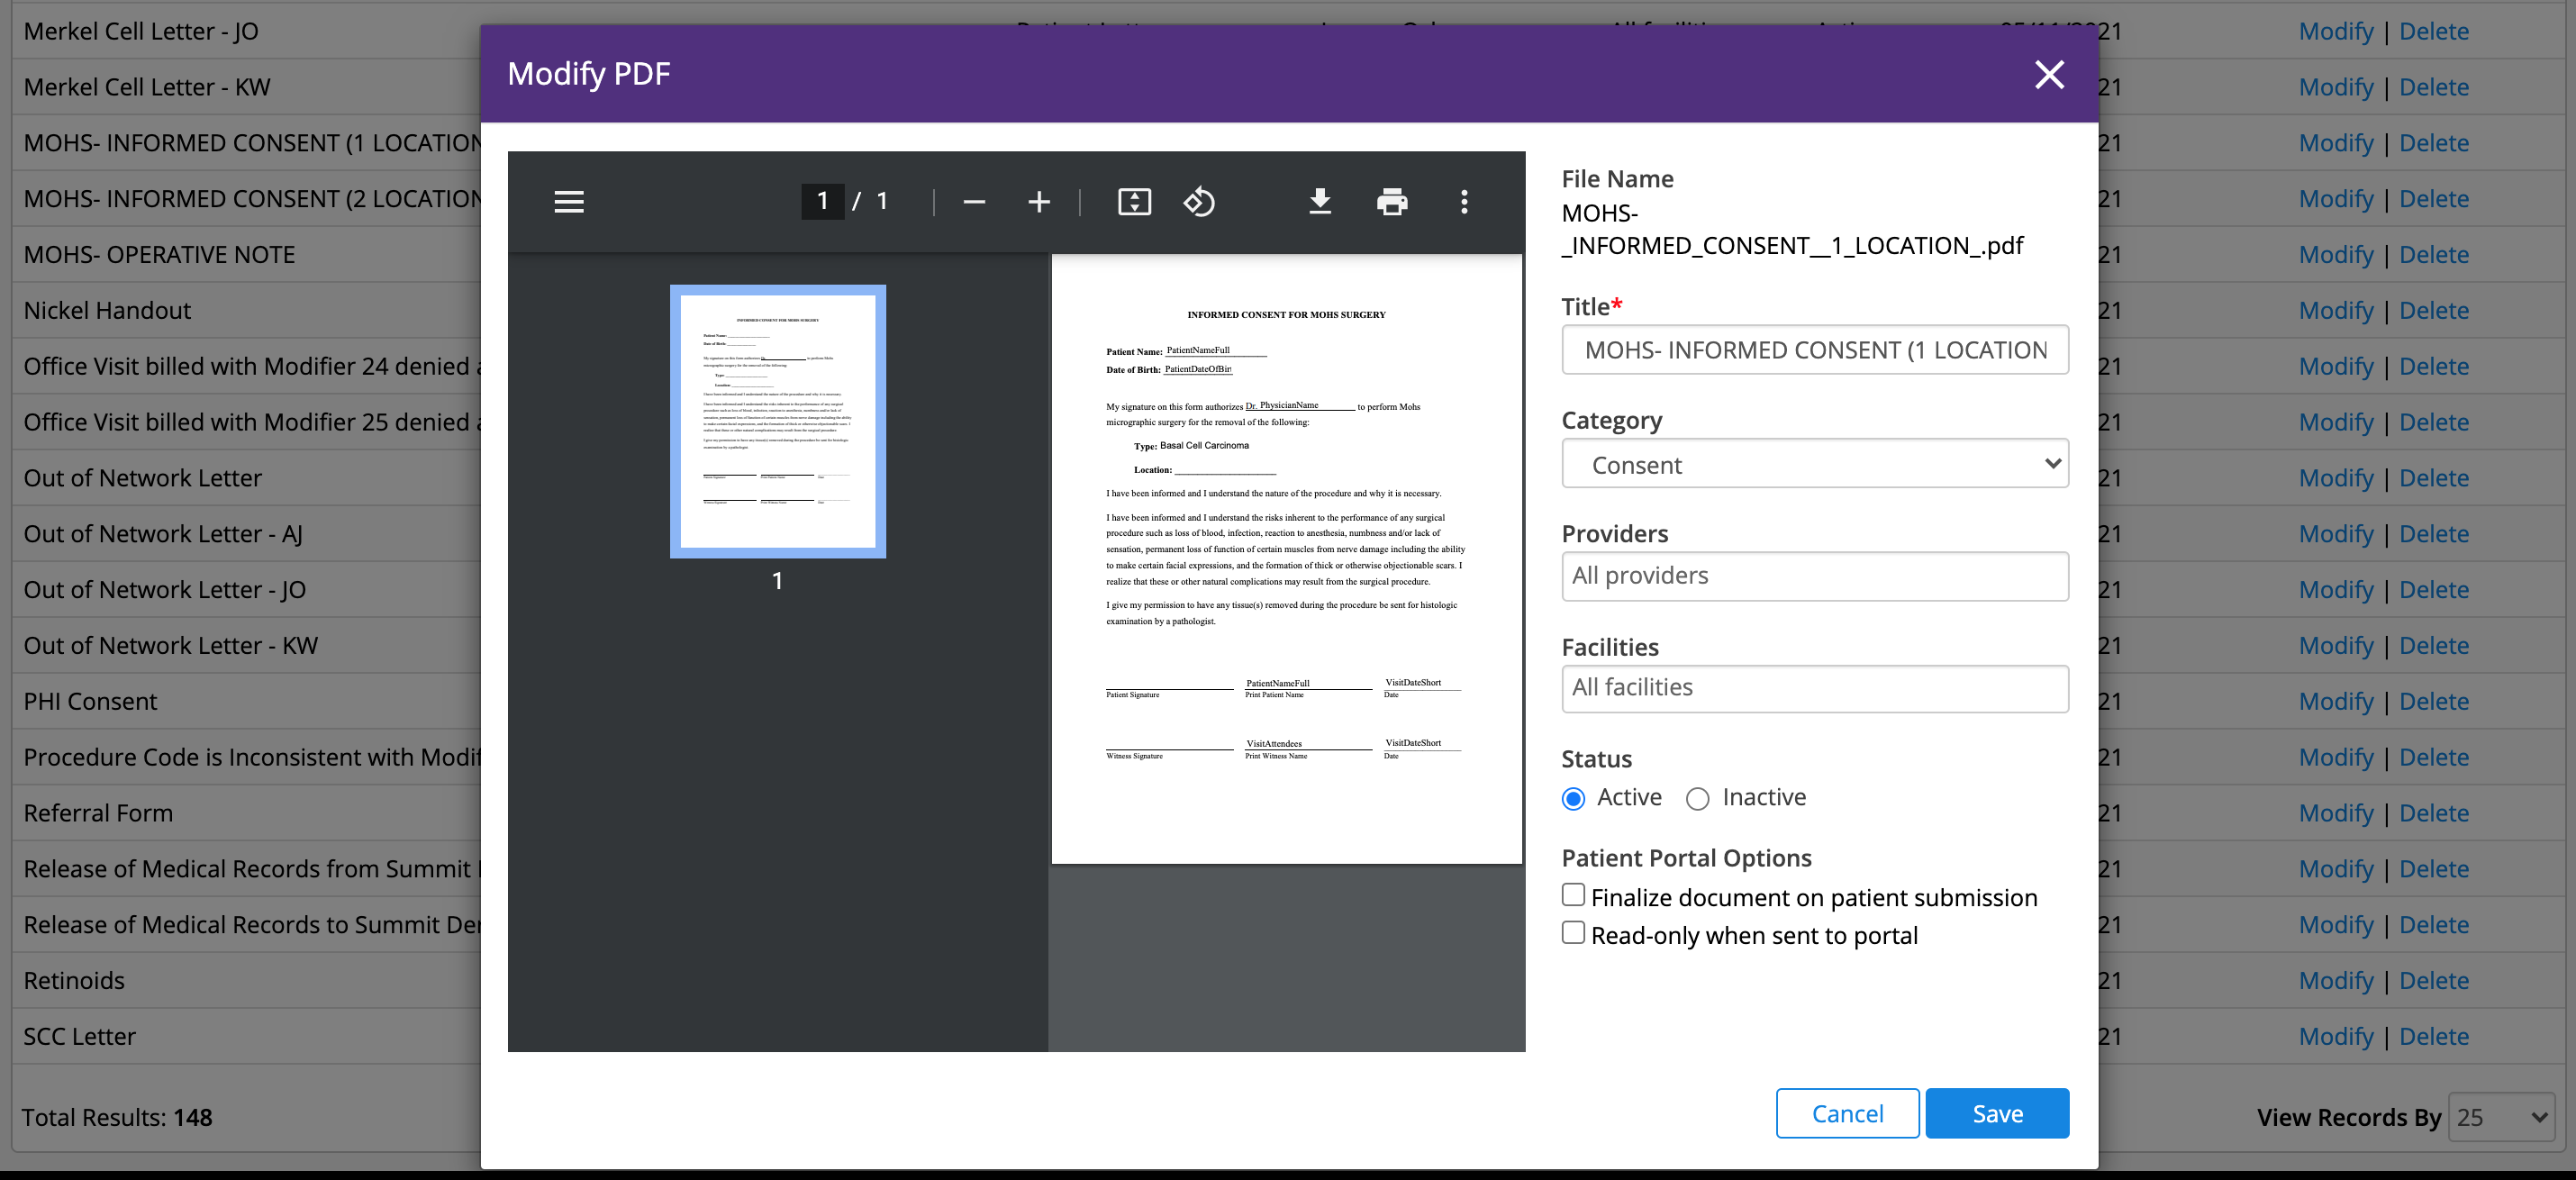 Merkel Cell Letter - JO
Modify | Delete
Merkel Cell Letter - KW
21 Modify | Delete
MOHS- INFORMED CONSENT (1 LOCATION
21 Modify | Delete
MOHS- INFORMED CONSENT (2 LOCATION
21 Modify | Delete
MOHS- OPERATIVE NOTE
21 Modify | Delete
Nickel Handout
21 Modify | Delete
Office Visit billed with Modifier 24 denied
21 Modify | Delete
Office Visit billed with Modifier 25 denied
21 Modify | Delete
Out of Network Letter
21 Modify | Delete
Out of Network Letter - AJ
21 Modify | Delete
Out of Network Letter - JO
21 Modify | Delete
Out of Network Letter - KW
21 Modify | Delete
PHI Consent
21 Modify | Delete
Procedure Code is Inconsistent with Modif
21 Modify | Delete
Referral Form
21 Modify | Delete
Release of Medical Records from Summit
21 Modify | Delete
Release of Medical Records to Summit Der
21 Modify | Delete
Retinoids
21 Modify | Delete
SCC Letter
21 Modify | Delete
Total Results: 148
View Records By 25
Modify PDF
1 / 1
1
INFORMED CONSENT FOR MOHS SURGERY
Patient Name: PatientNameFull
Date of Birth: PatientDateOfBir
My signature on this form authorizes Dr. PhysicianName to perform Mohs
micrographic surgery for the removal of the following:
Type: Basal Cell Carcinoma
Location:
I have been informed and I understand the nature of the procedure and why it is necessary.
I have been informed and I understand the risks inherent to the performance of any surgical
procedure such as loss of blood, infection, reaction to anesthesia, numbness and/or lack of
sensation, permanent loss of function of certain muscles from nerve damage including the ability
to make certain facial expressions, and the formation of thick or otherwise objectionable scars. I
realize that these or other natural complications may result from the surgical procedure.
I give my permission to have any tissue(s) removed during the procedure be sent for histologic
examination by a pathologist.
PatientNameFull VisitDateShort
Patient Signature Print Patient Name Date
VisitAttendees VisitDateShort
Witness Signature Print Witness Name Date
File Name
MOHS-
_INFORMED_CONSENT__1_LOCATION_.pdf
Title*
MOHS- INFORMED CONSENT (1 LOCATION
Category
Consent
Providers
All providers
Facilities
All facilities
Status
Active Inactive
Patient Portal Options
Finalize document on patient submission
Read-only when sent to portal
Cancel Save